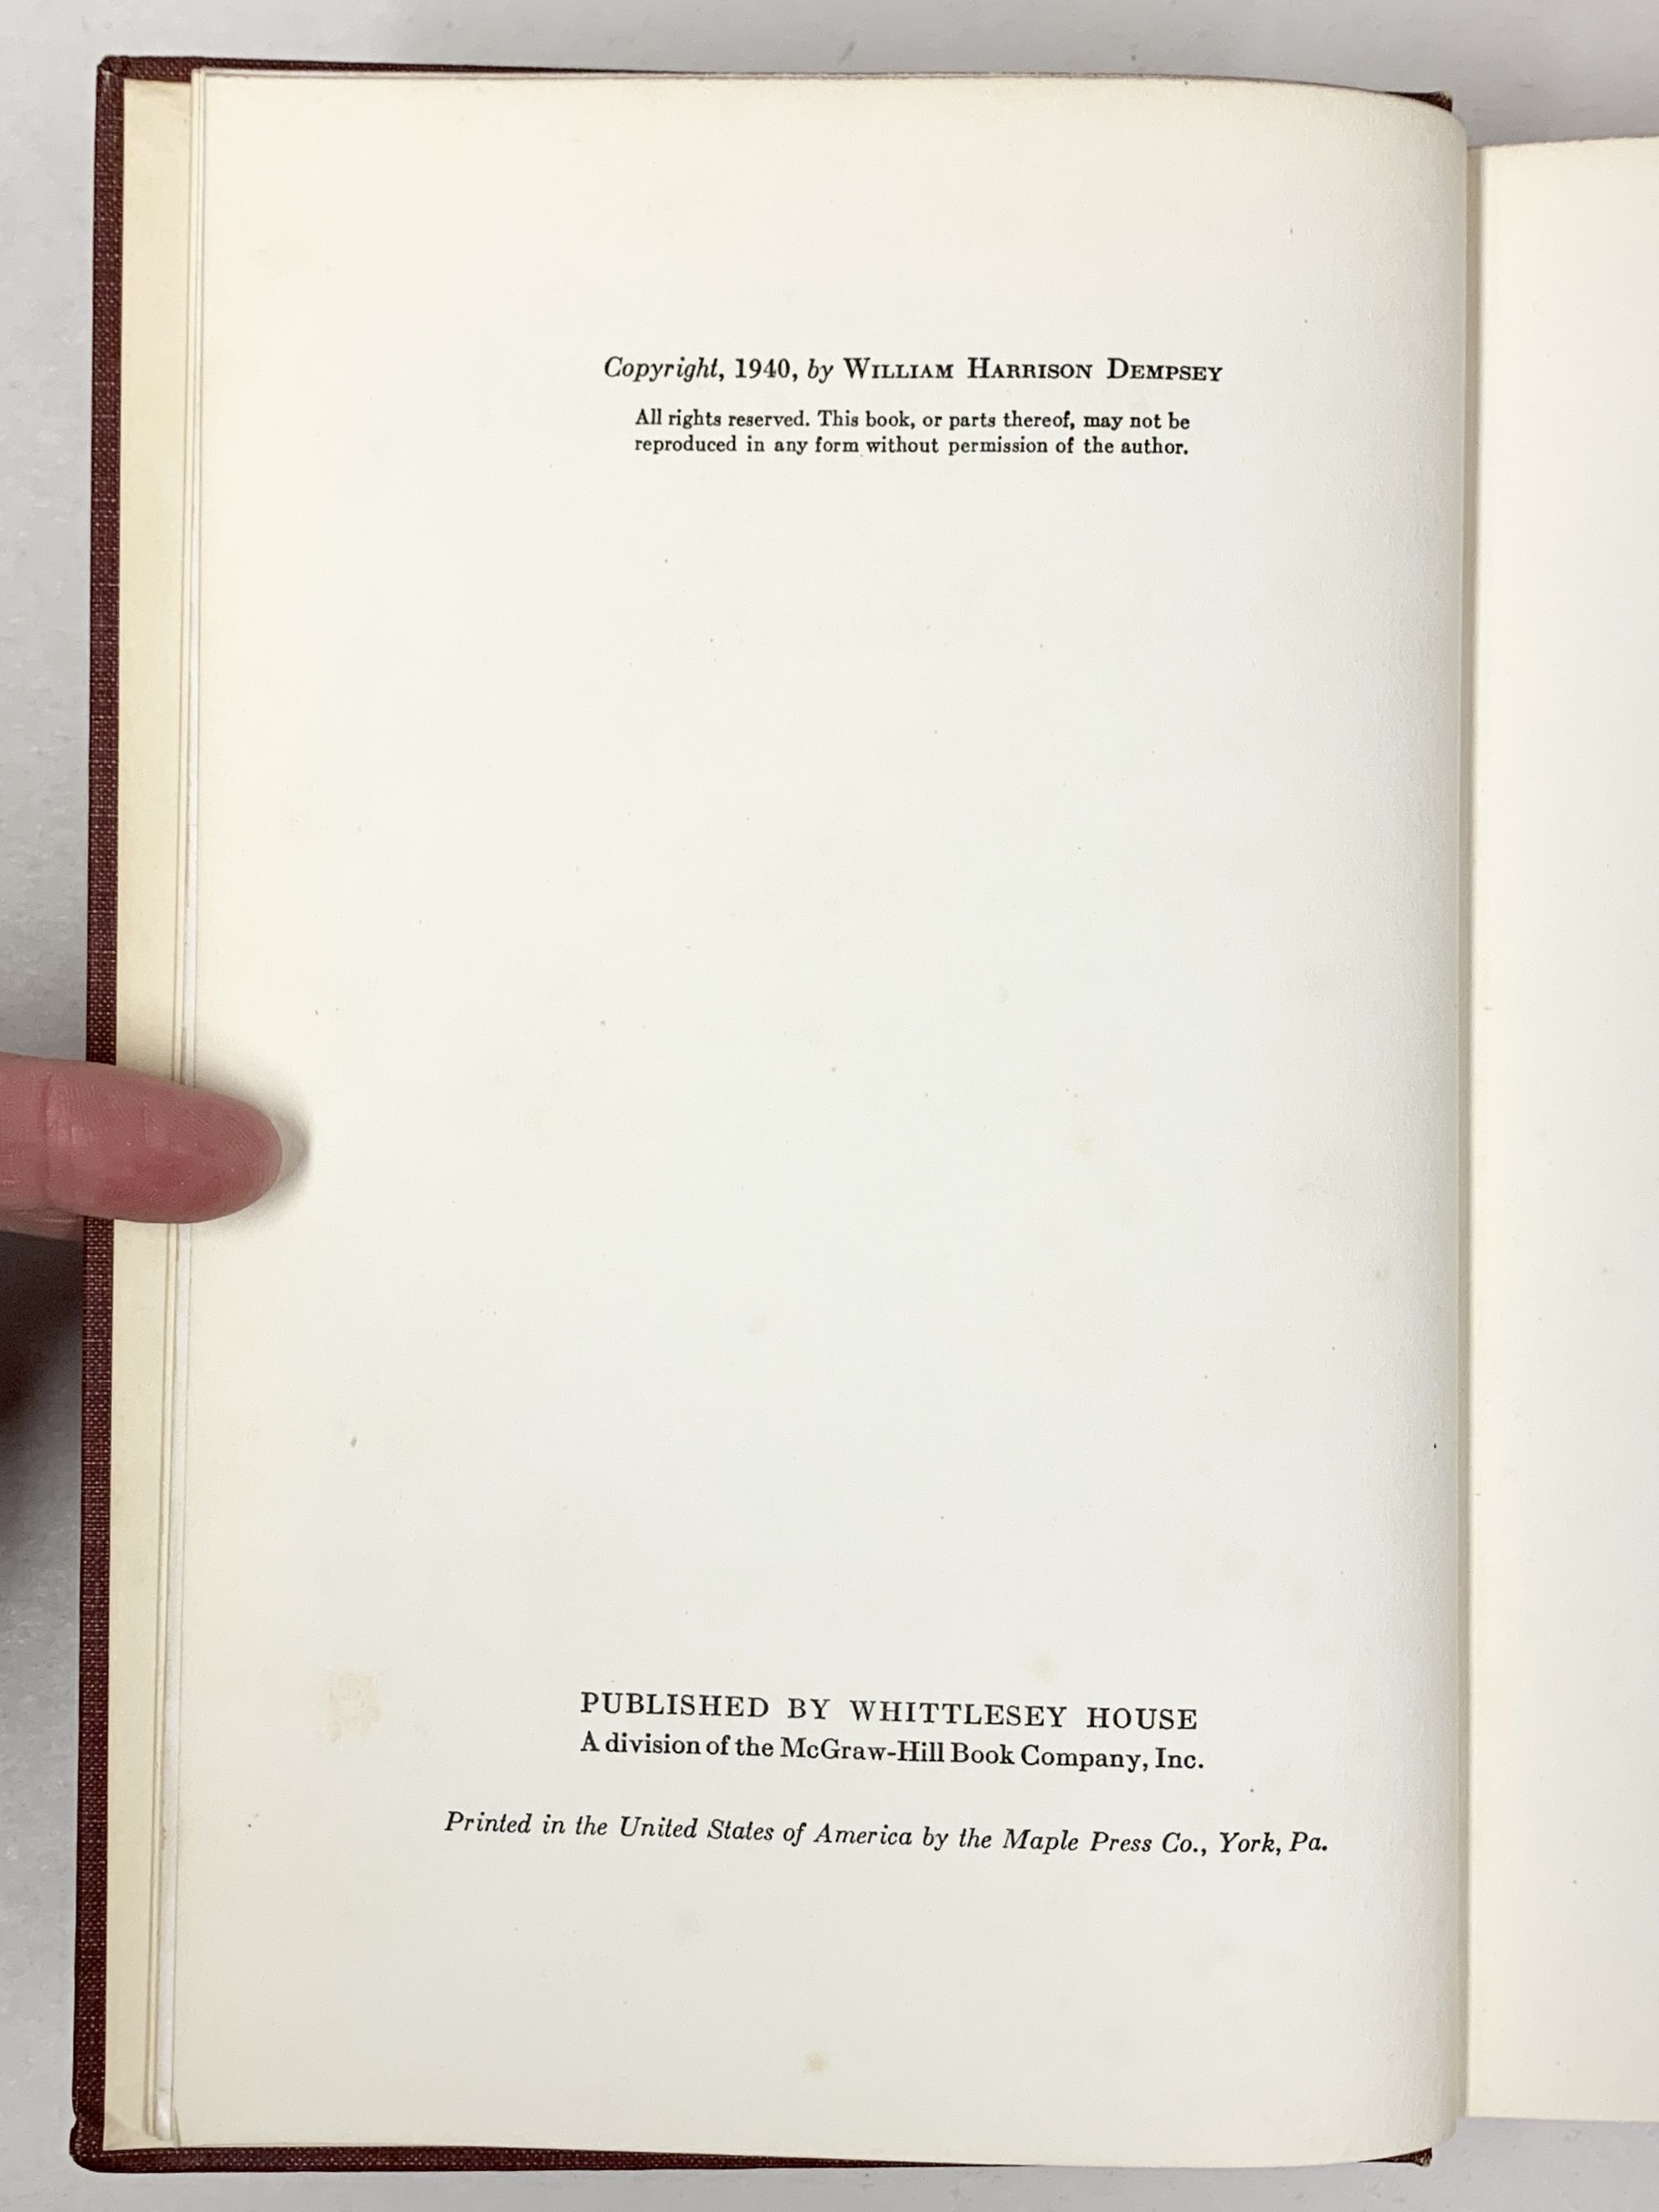 Copyright, 1940, by WILLIAM HARRISON DEMPSEY
All rights reserved. This book, or parts thereof, may not be
reproduced in any form without permission of the author.
PUBLISHED BY WHITTLESEY HOUSE
A division of the McGraw-Hill Book Company, Inc.
Printed in the United States of America by the Maple Press Co., York, Pa.